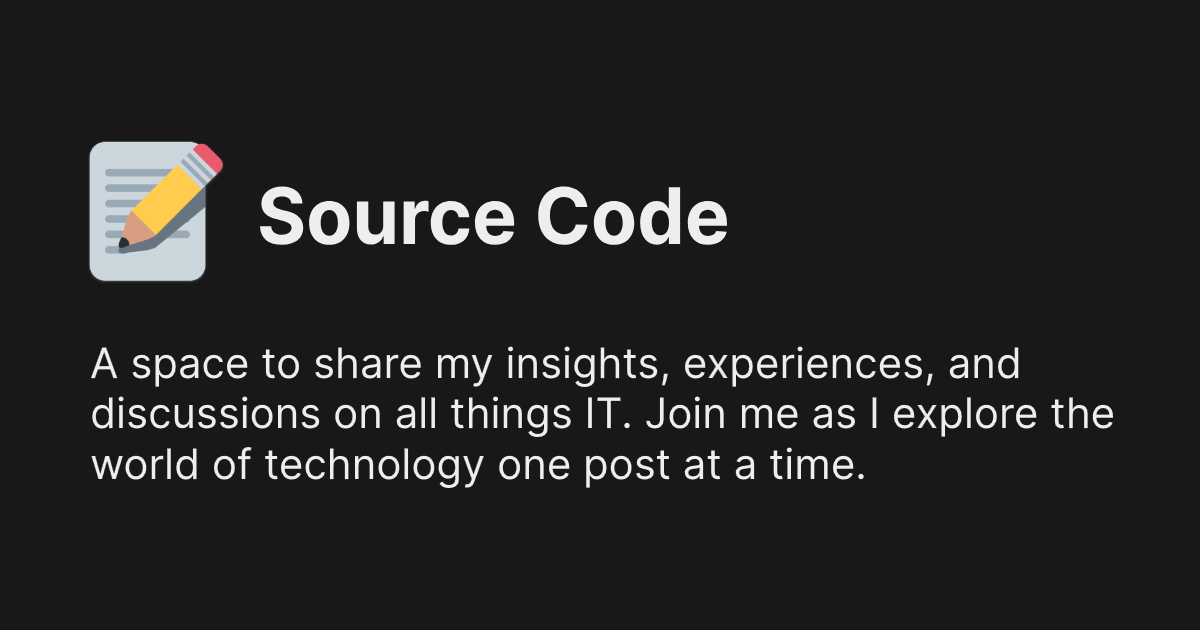 Source Code
A space to share my insights, experiences, and
discussions on all things IT. Join me as I explore the
world of technology one post at a time.